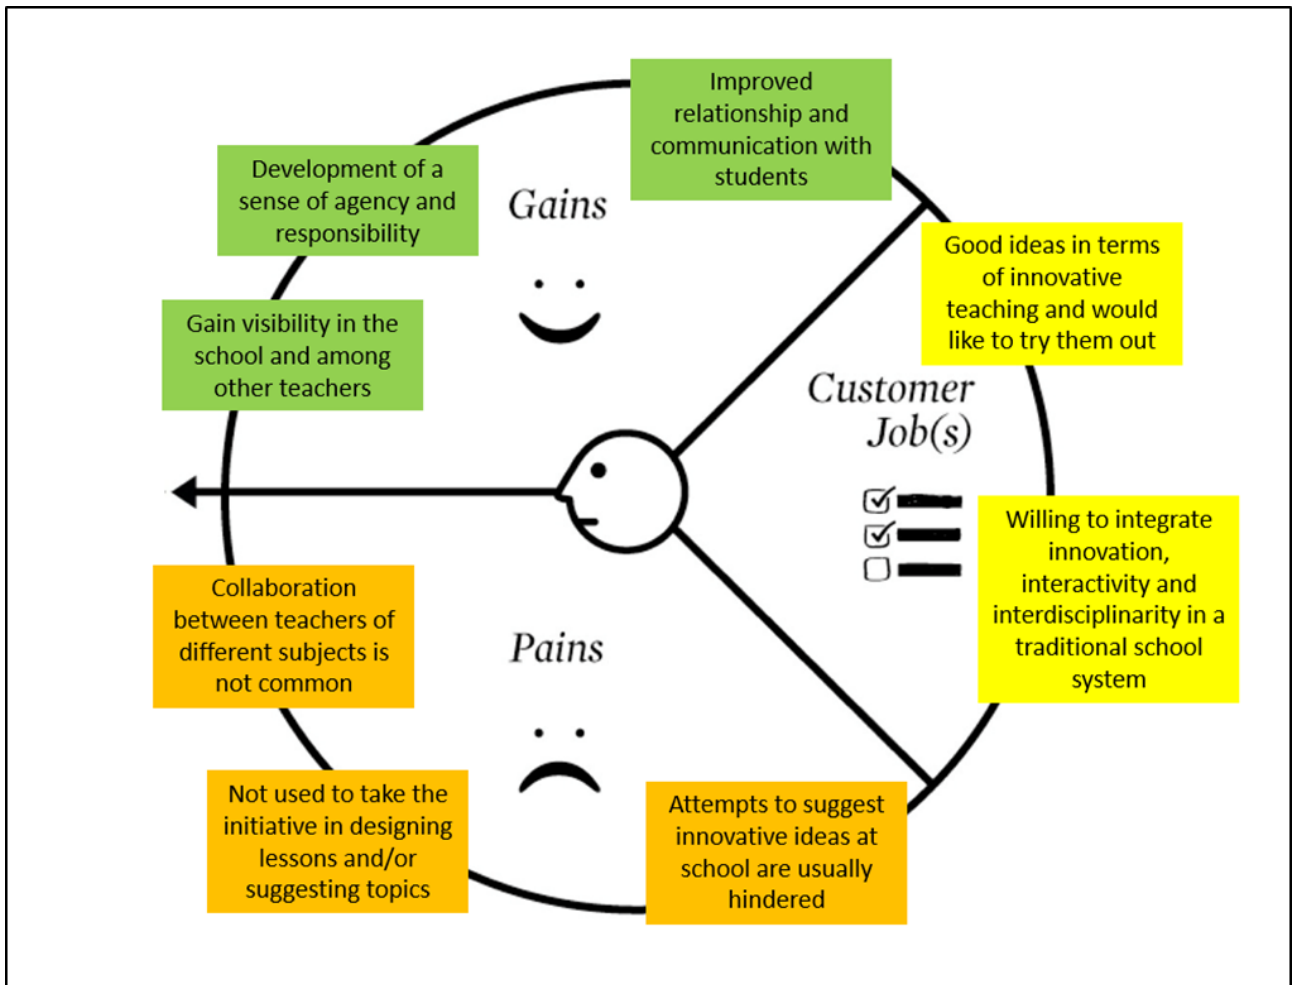 Improved
relationship and
communication with
students
Development of a
sense of agency and
responsibility
Gains
Gain visibility in the
school and among
other teachers
Good ideas in terms
of innovative
teaching and would
like to try them out
Customer
Job(s)
Willing to integrate
innovation,
interactivity and
interdisciplinarity in a
traditional school
system
Collaboration
between teachers of
different subjects is
not common
Pains
Not used to take the
initiative in designing
lessons and/or
suggesting topics
Attempts to suggest
innovative ideas at
school are usually
hindered